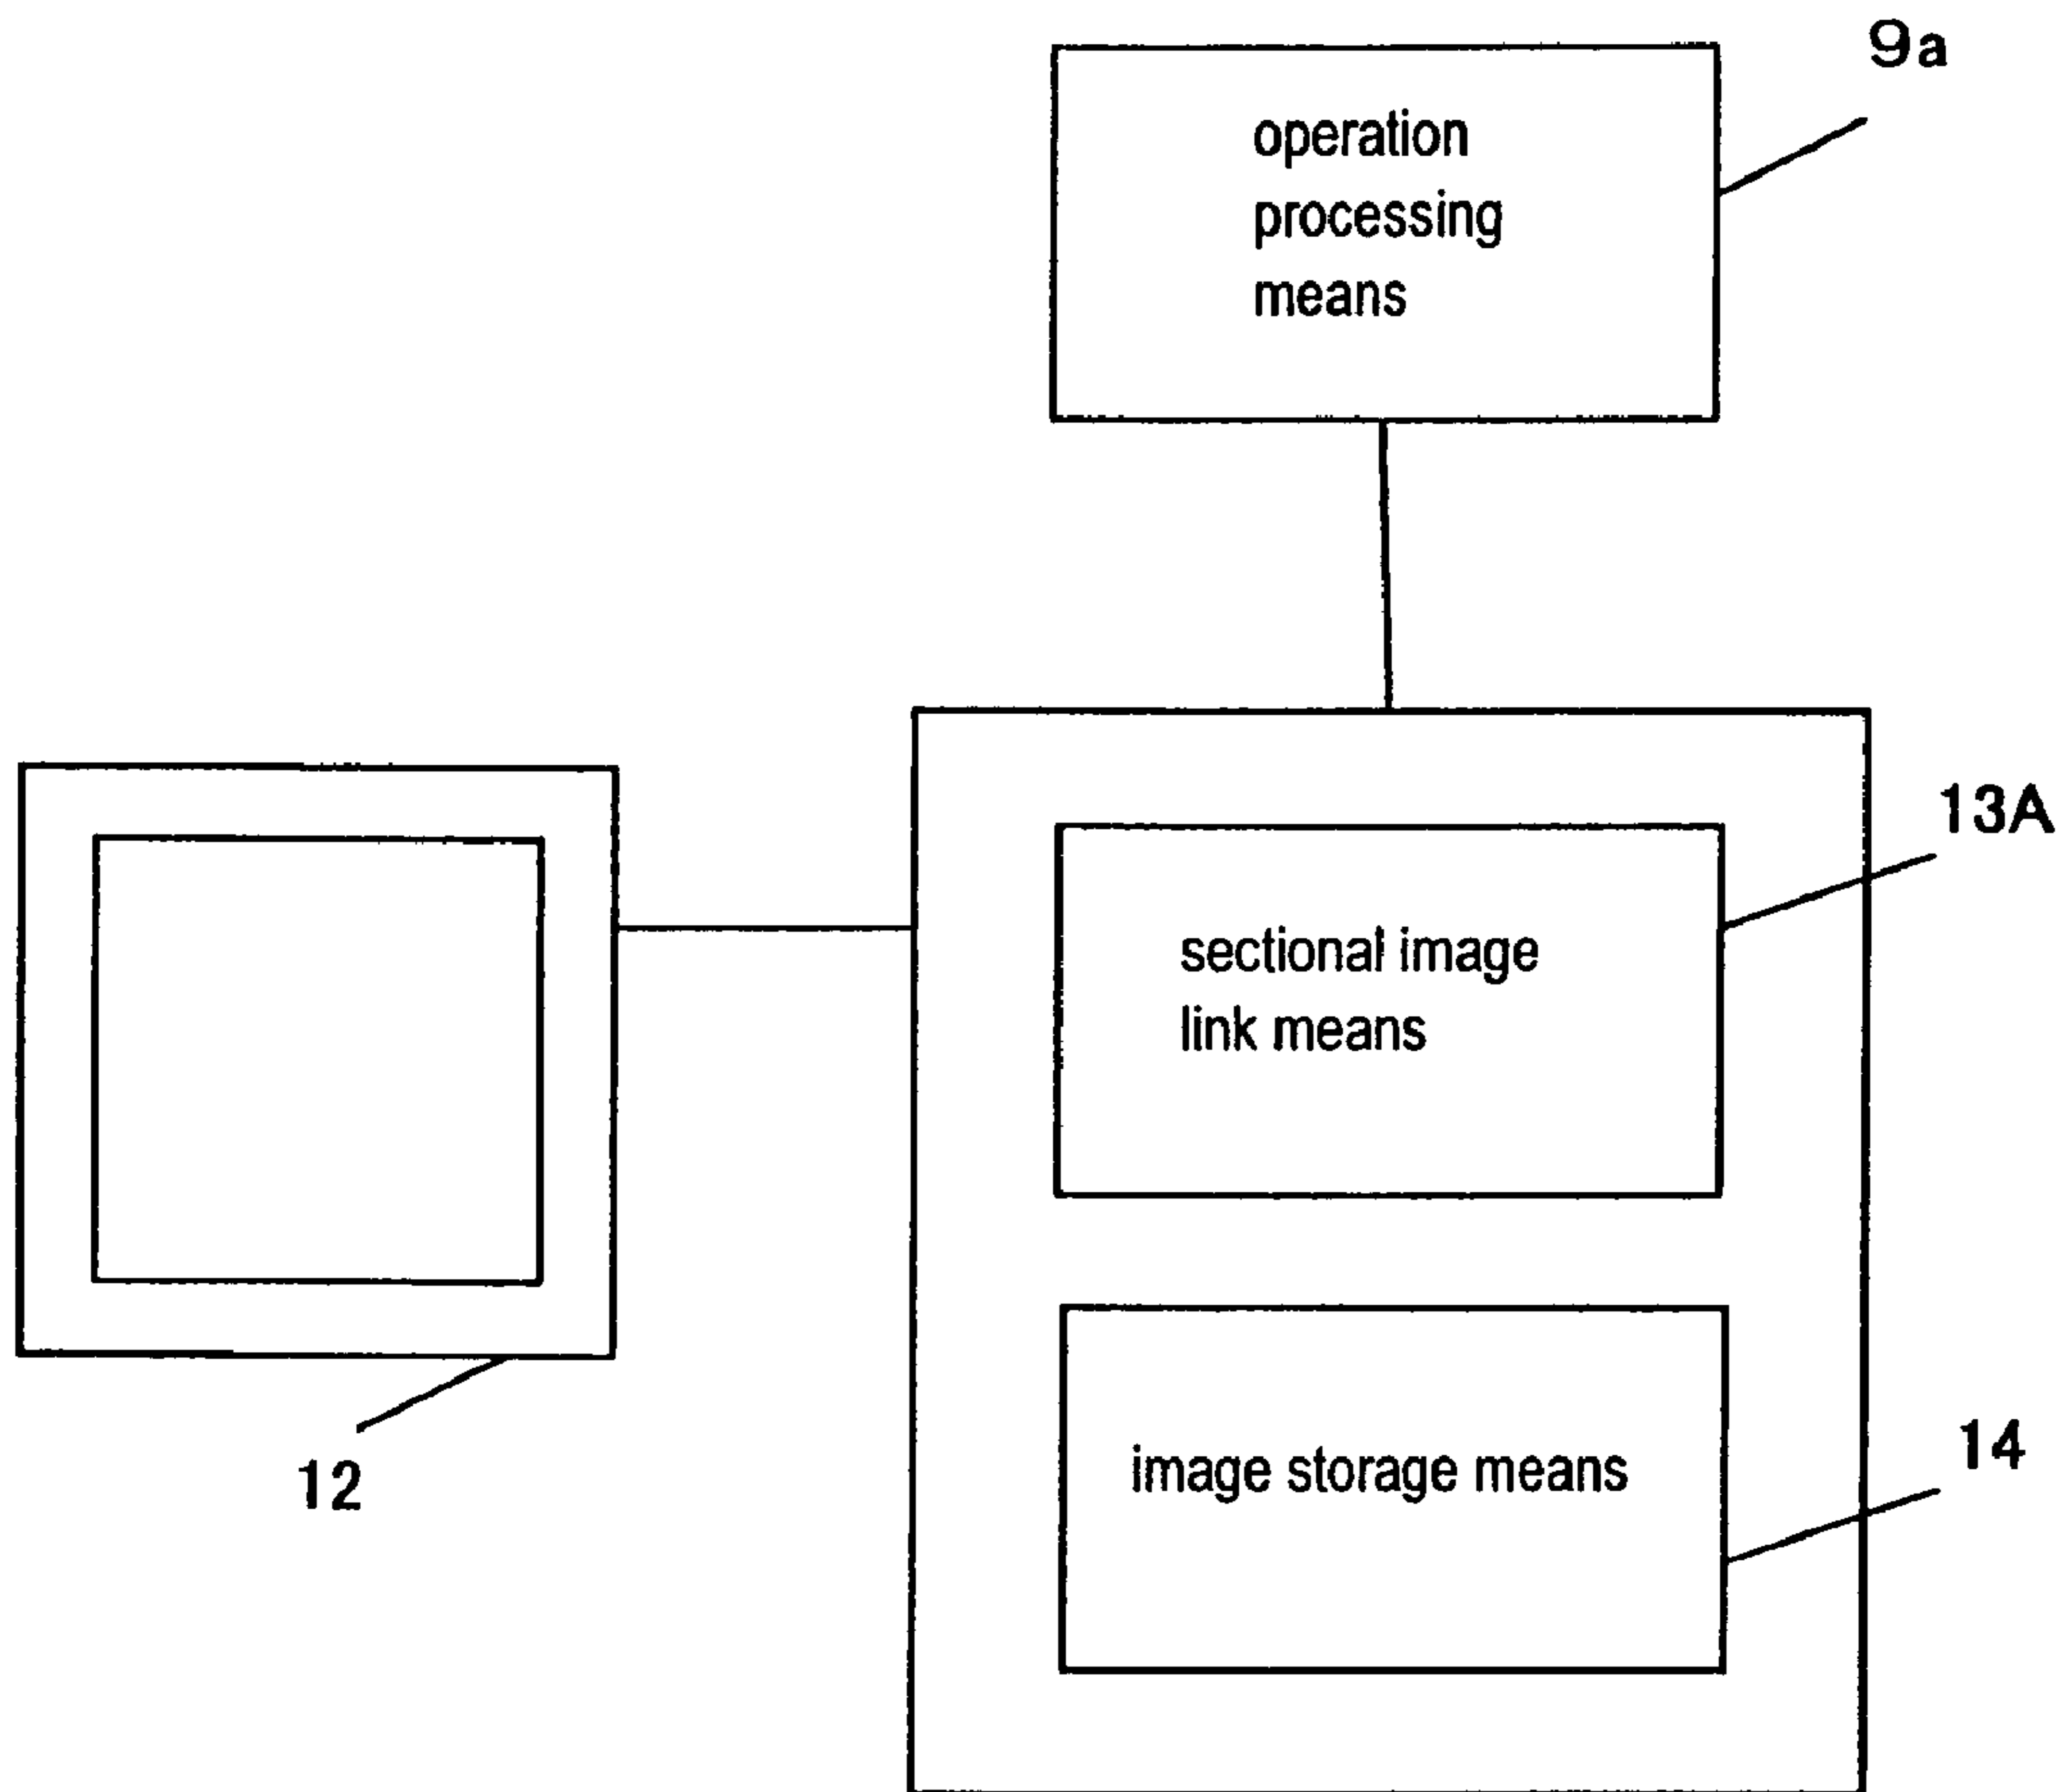 9a
operation
processing
means
13A
sectional image
link means
12
image storage means
14